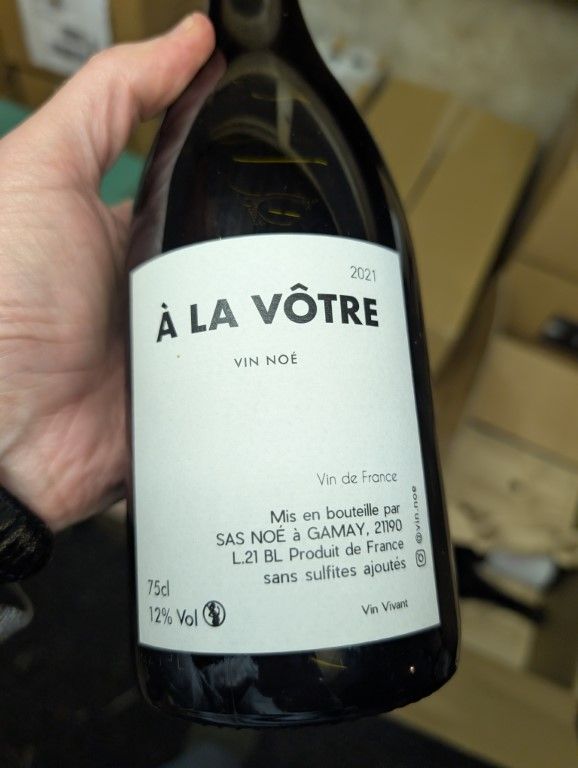 2021
À LA VÔTRE
VIN NOÉ
Vin de France
Mis en bouteille par
SAS NOÉ à GAMAY, 21190
L.21 BL Produit de France
sans sulfites ajoutés
@vin.noe
75cl
12% Vol
Vin Vivant